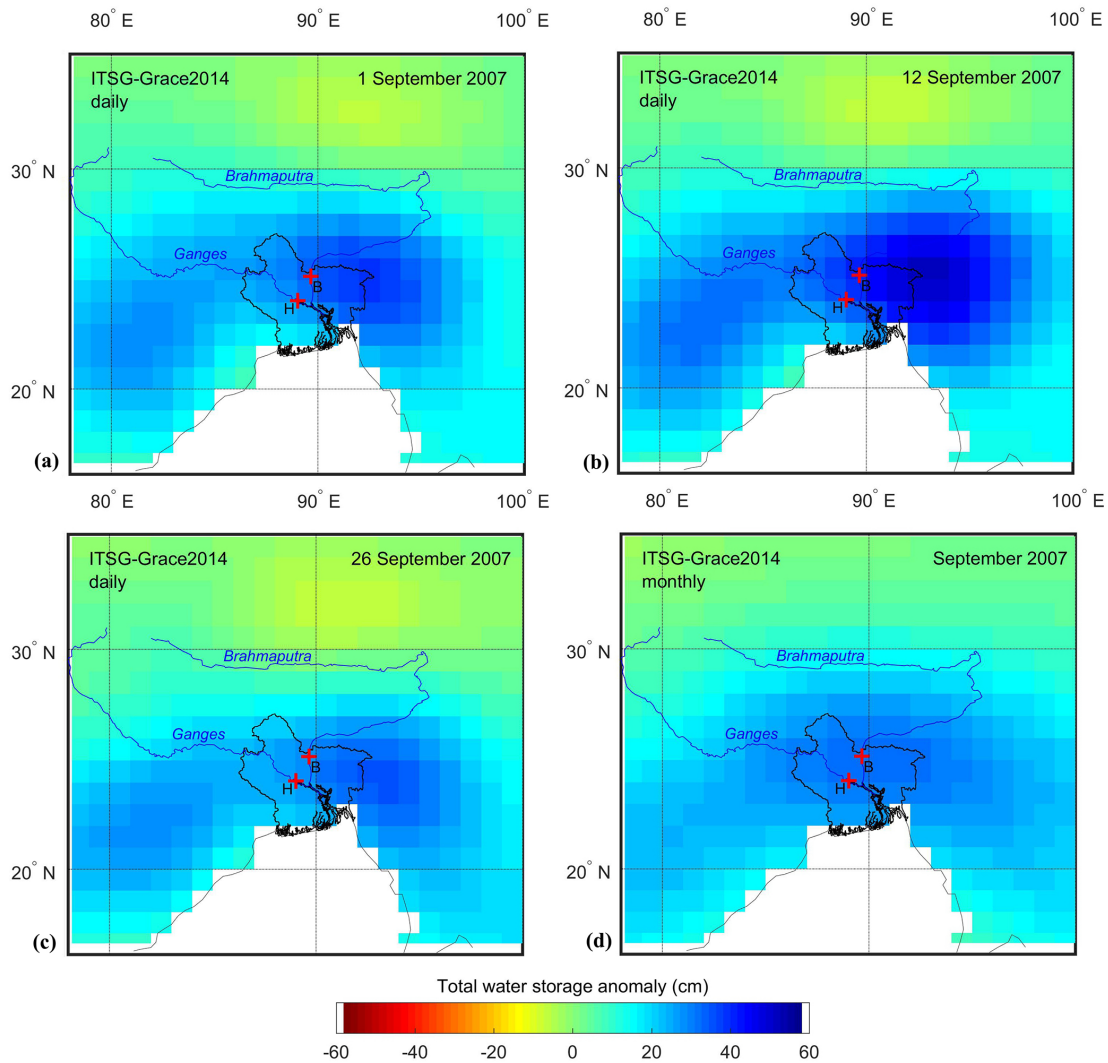 80° E 90° E 100° E 80° E 90° E 100° E
ITSG-Grace2014 1 September 2007
daily
ITSG-Grace2014 12 September 2007
daily
30° N
Brahmaputra
Ganges
B
H
20° N
(a)
30° N
Brahmaputra
Ganges
B
H
20° N
(b)
80° E 90° E 100° E 80° E 90° E 100° E
ITSG-Grace2014 26 September 2007
daily
ITSG-Grace2014 September 2007
monthly
30° N
Brahmaputra
Ganges
B
H
20° N
(c)
30° N
Brahmaputra
Ganges
B
H
20° N
(d)
Total water storage anomaly (cm)
-60 -40 -20 0 20 40 60